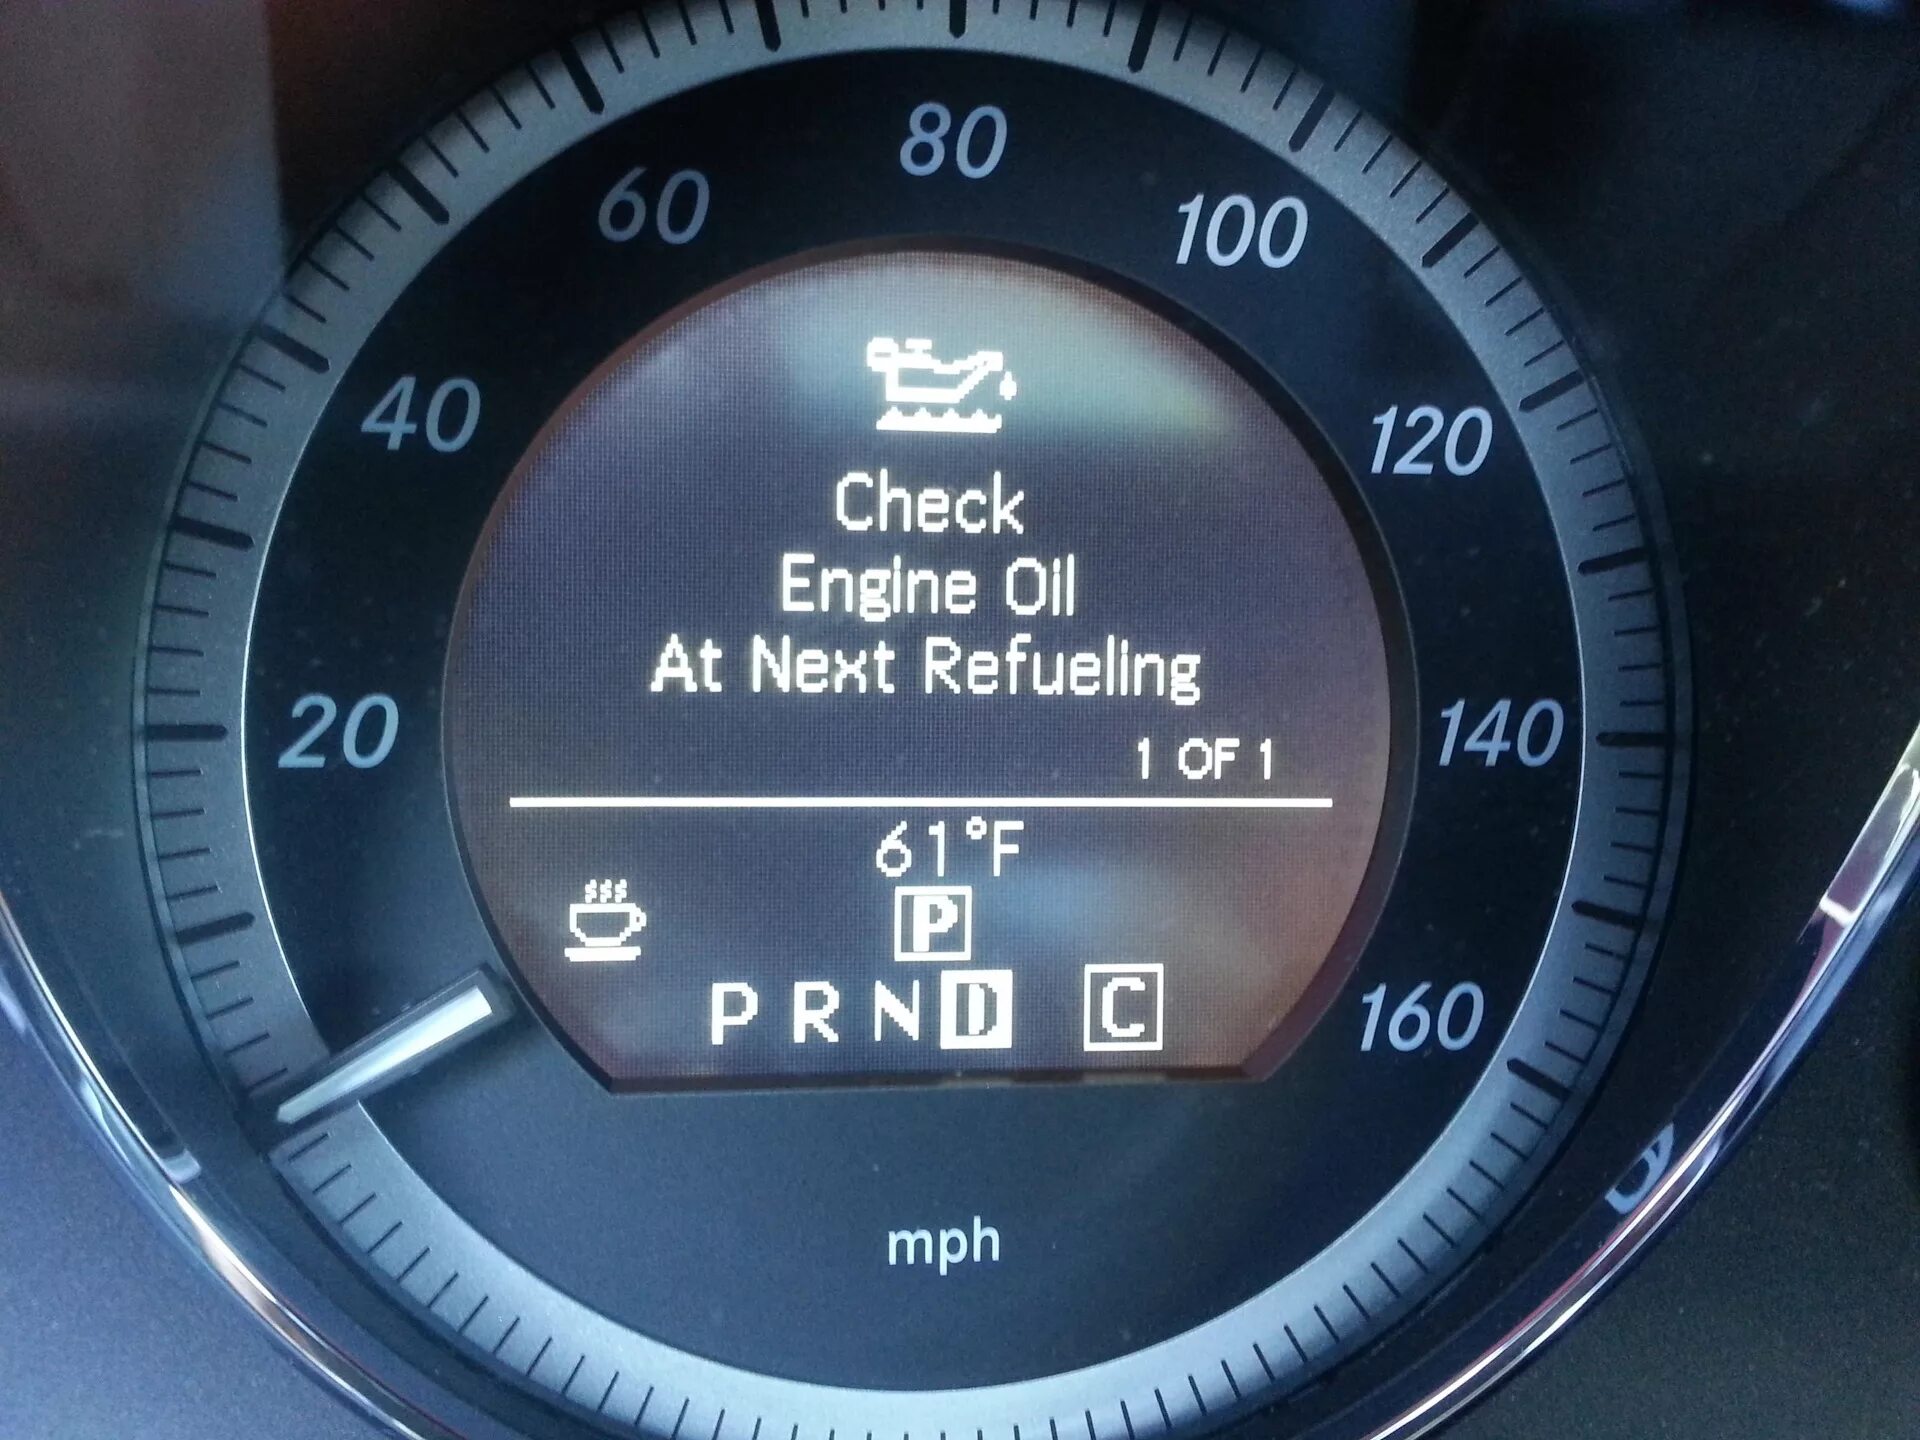 80
60
100
40
120
Check
Engine Oil
At Next Refueling
20
140
1 OF 1
61°F
P
P R N D C
160
mph